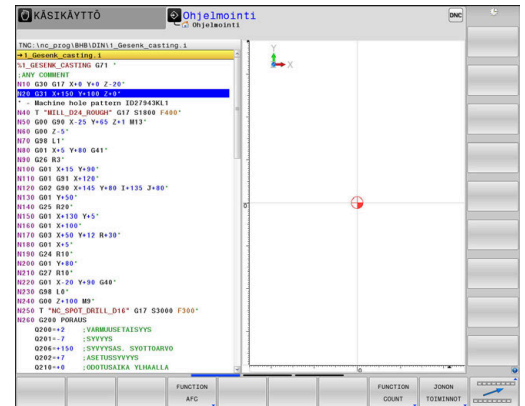 KÄSIKÄYTTÖ
Ohjelmointi
Ohjelmointi
DNC
TNC:\nc_prog\BHB\DIN\1_Gesenk_casting.i
→1_Gesenk_casting.i
%1_GESENK_CASTING G71 *
;ANY COMMENT
N10 G30 G17 X+0 Y+0 Z-20*
N20 G31 X+150 Y+100 Z+0*
* - Machine hole pattern ID27943KL1
N40 T "MILL_D24_ROUGH" G17 S1800 F400*
N50 G00 G90 X-25 Y+65 Z+1 M13*
N60 G00 Z-5*
N70 G98 L1*
N80 G01 X+5 Y+80 G41*
N90 G26 R3*
N100 G01 X+15 Y+90*
N110 G01 G91 X+120*
N120 G02 G90 X+145 Y+80 I+135 J+80*
N130 G01 Y+50*
N140 G25 R20*
N150 G01 X+130 Y+5*
N160 G01 X+100*
N170 G03 X+50 Y+12 R+30*
N180 G01 X+5*
N190 G24 R10*
N200 G01 Y+80*
N210 G27 R10*
N220 G01 X-20 Y+90 G40*
N230 G98 L0*
N240 G00 Z+100 M9*
N250 T "NC_SPOT_DRILL_D16" G17 S3000 F300*
N260 G200 PORAUS
Q200=+2 ;VARMUUSETAISYYS
Q201=-7 ;SYVYYS
Q206=+150 ;SYVYYSAS. SYOTTOARVO
Q202=+7 ;ASETUSSYVYYS
Q210=+0 ;ODOTUSAIKA YLHAALLA
Y
X
0
0
FUNCTION
AFC
FUNCTION
COUNT
JONON
TOIMINNOT